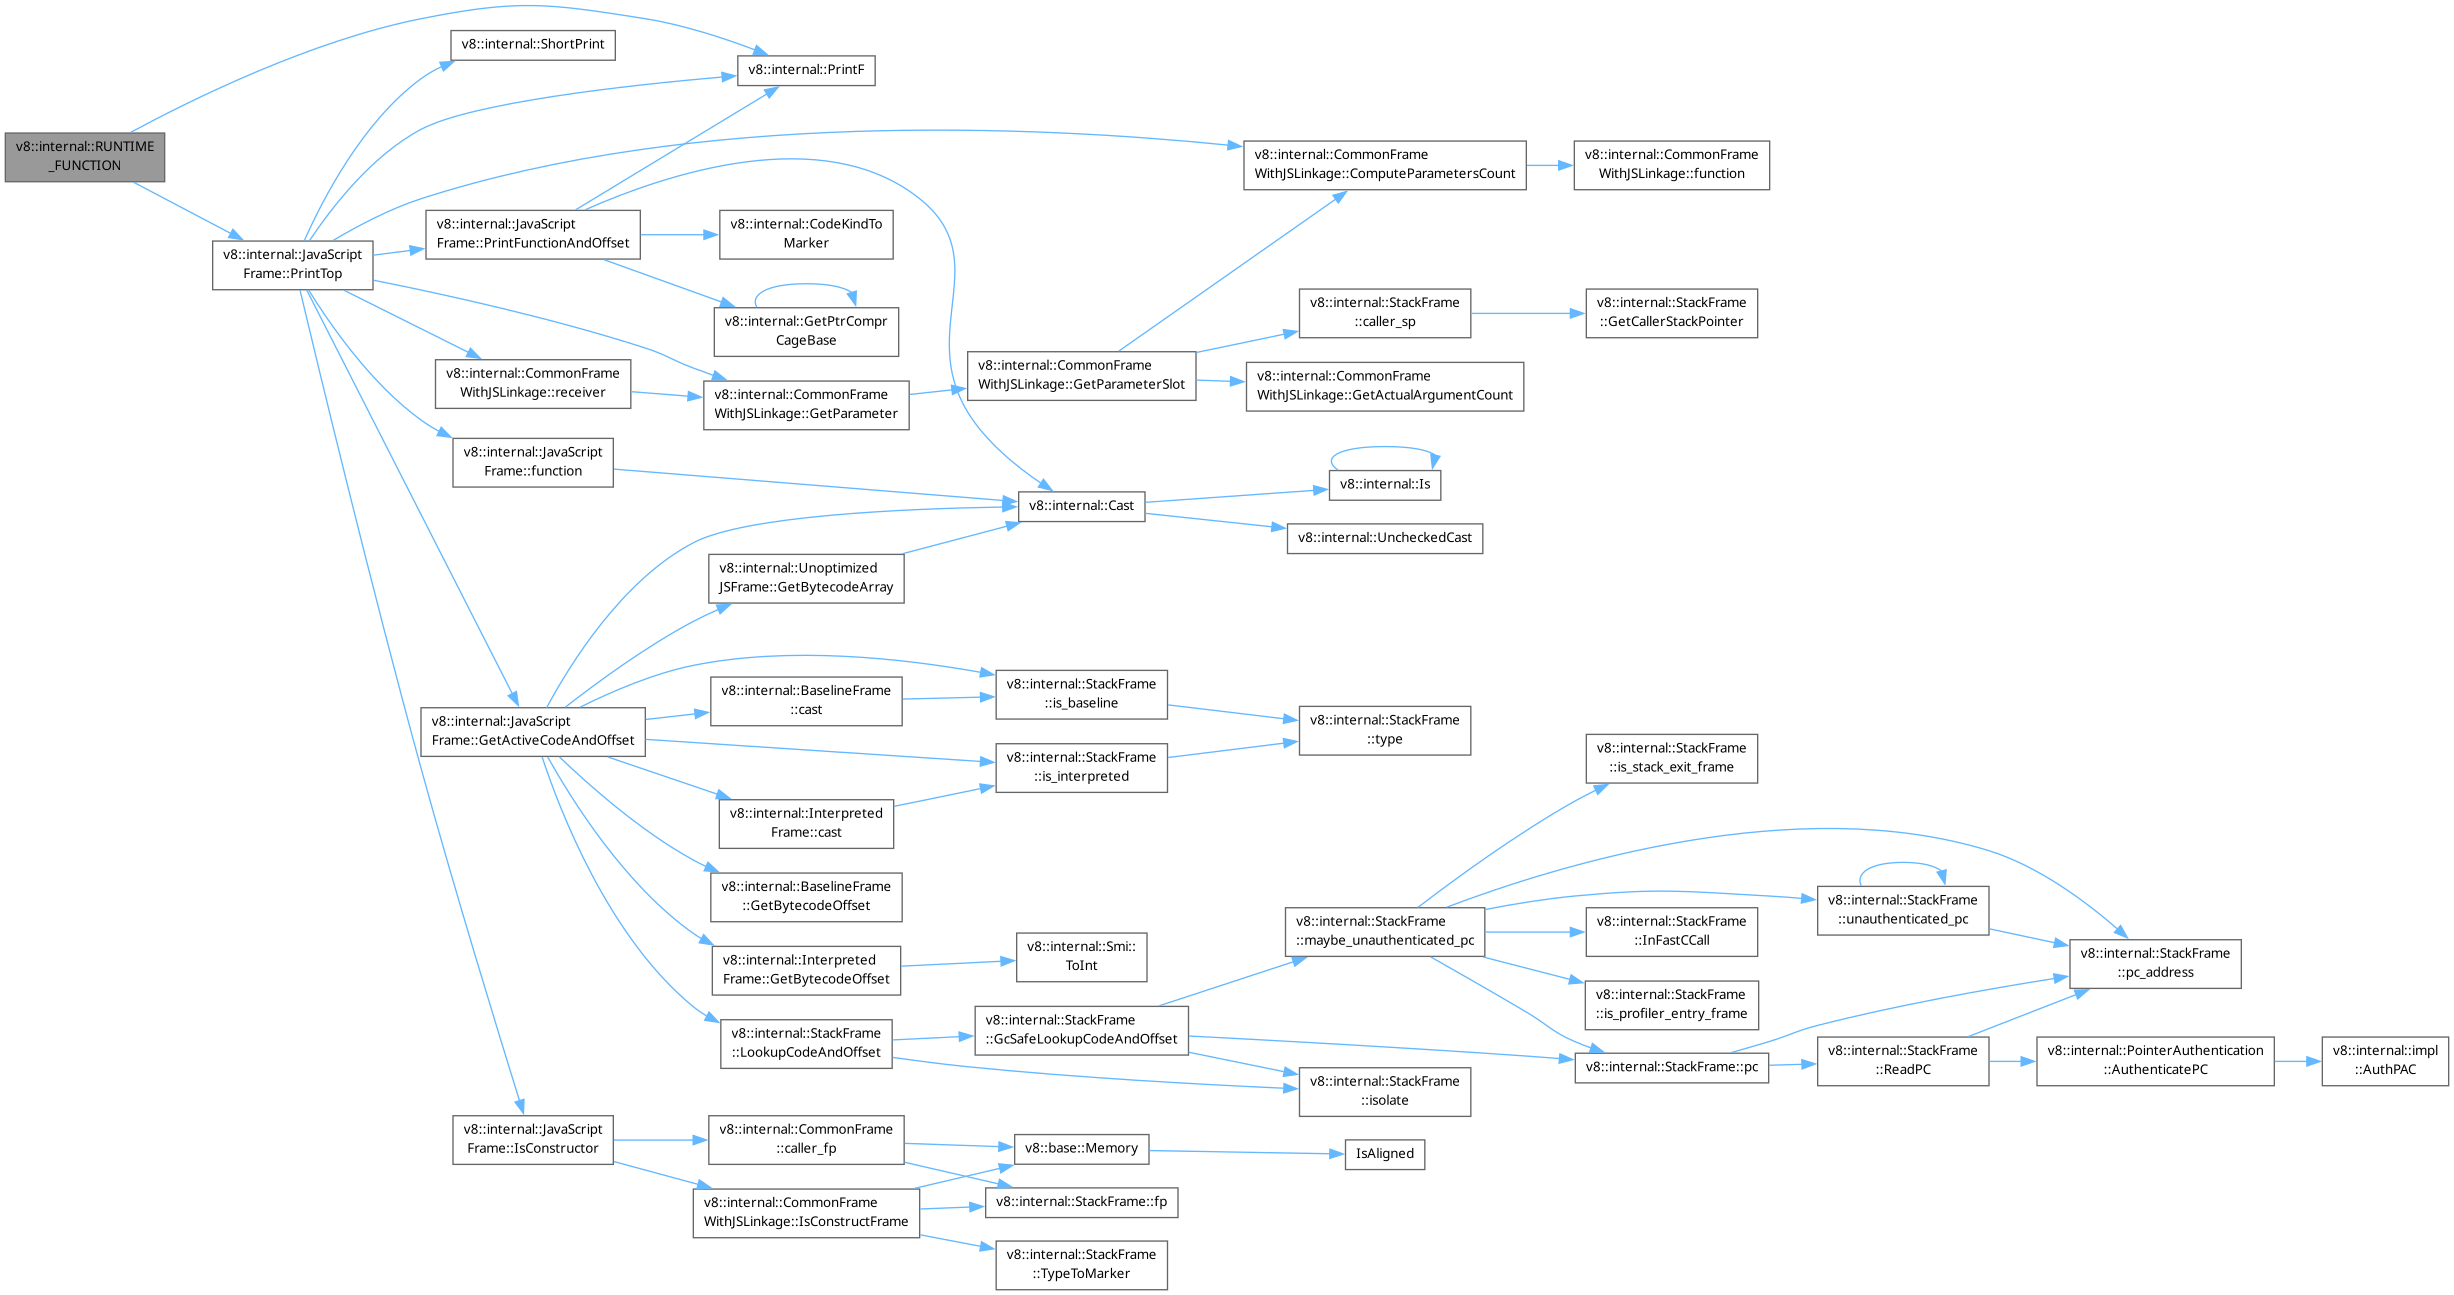 v8::internal::RUNTIME
_FUNCTION
v8::internal::JavaScript
Frame::PrintTop
v8::internal::ShortPrint
v8::internal::PrintF
v8::internal::JavaScript
Frame::PrintFunctionAndOffset
v8::internal::CodeKindTo
Marker
v8::internal::GetPtrCompr
CageBase
v8::internal::CommonFrame
WithJSLinkage::receiver
v8::internal::CommonFrame
WithJSLinkage::GetParameter
v8::internal::JavaScript
Frame::function
v8::internal::CommonFrame
WithJSLinkage::GetParameterSlot
v8::internal::CommonFrame
WithJSLinkage::ComputeParametersCount
v8::internal::CommonFrame
WithJSLinkage::function
v8::internal::StackFrame
::caller_sp
v8::internal::StackFrame
::GetCallerStackPointer
v8::internal::CommonFrame
WithJSLinkage::GetActualArgumentCount
v8::internal::Cast
v8::internal::Is
v8::internal::UncheckedCast
v8::internal::Unoptimized
JSFrame::GetBytecodeArray
v8::internal::JavaScript
Frame::GetActiveCodeAndOffset
v8::internal::BaselineFrame
::cast
v8::internal::StackFrame
::is_baseline
v8::internal::StackFrame
::is_interpreted
v8::internal::StackFrame
::type
v8::internal::Interpreted
Frame::cast
v8::internal::BaselineFrame
::GetBytecodeOffset
v8::internal::Interpreted
Frame::GetBytecodeOffset
v8::internal::Smi::
ToInt
v8::internal::StackFrame
::LookupCodeAndOffset
v8::internal::StackFrame
::GcSafeLookupCodeAndOffset
v8::internal::StackFrame
::maybe_unauthenticated_pc
v8::internal::StackFrame
::isolate
v8::internal::StackFrame
::is_stack_exit_frame
v8::internal::StackFrame
::InFastCCall
v8::internal::StackFrame
::is_profiler_entry_frame
v8::internal::StackFrame::pc
v8::internal::StackFrame
::unauthenticated_pc
v8::internal::StackFrame
::ReadPC
v8::internal::StackFrame
::pc_address
v8::internal::PointerAuthentication
::AuthenticatePC
v8::internal::impl
::AuthPAC
v8::internal::JavaScript
Frame::IsConstructor
v8::internal::CommonFrame
::caller_fp
v8::internal::CommonFrame
WithJSLinkage::IsConstructFrame
v8::base::Memory
IsAligned
v8::internal::StackFrame::fp
v8::internal::StackFrame
::TypeToMarker